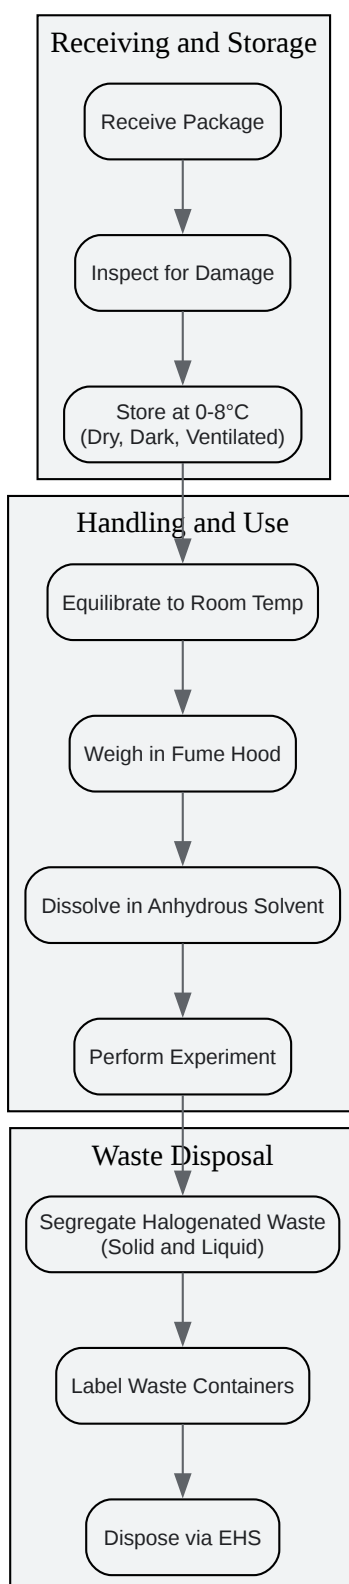 Receiving and Storage
Receive Package
Inspect for Damage
Store at 0-8°C
(Dry, Dark, Ventilated)
Handling and Use
Equilibrate to Room Temp
Weigh in Fume Hood
Dissolve in Anhydrous Solvent
Perform Experiment
Waste Disposal
Segregate Halogenated Waste
(Solid and Liquid)
Label Waste Containers
Dispose via EHS